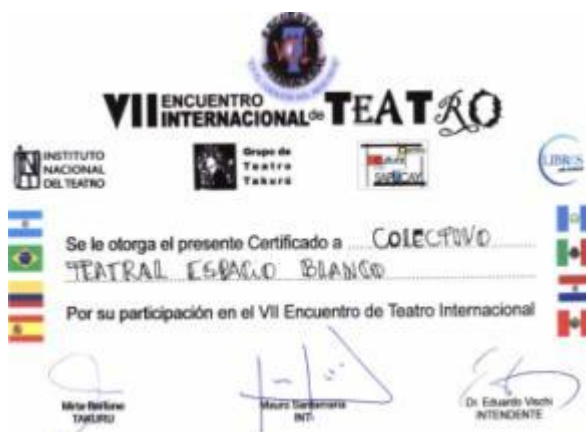 VII ENCUENTRO INTERNACIONAL de TEATRO
INSTITUTO NACIONAL DEL TEATRO
Grupo de Teatro Takurú
LIBRES
Se le otorga el presente Certificado a COLECTIVO
TEATRAL ESPACIO BLANCO
Por su participación en el VII Encuentro de Teatro Internacional
TAKURU
INT
Dr. Eduardo Vischi
INTENDENTE